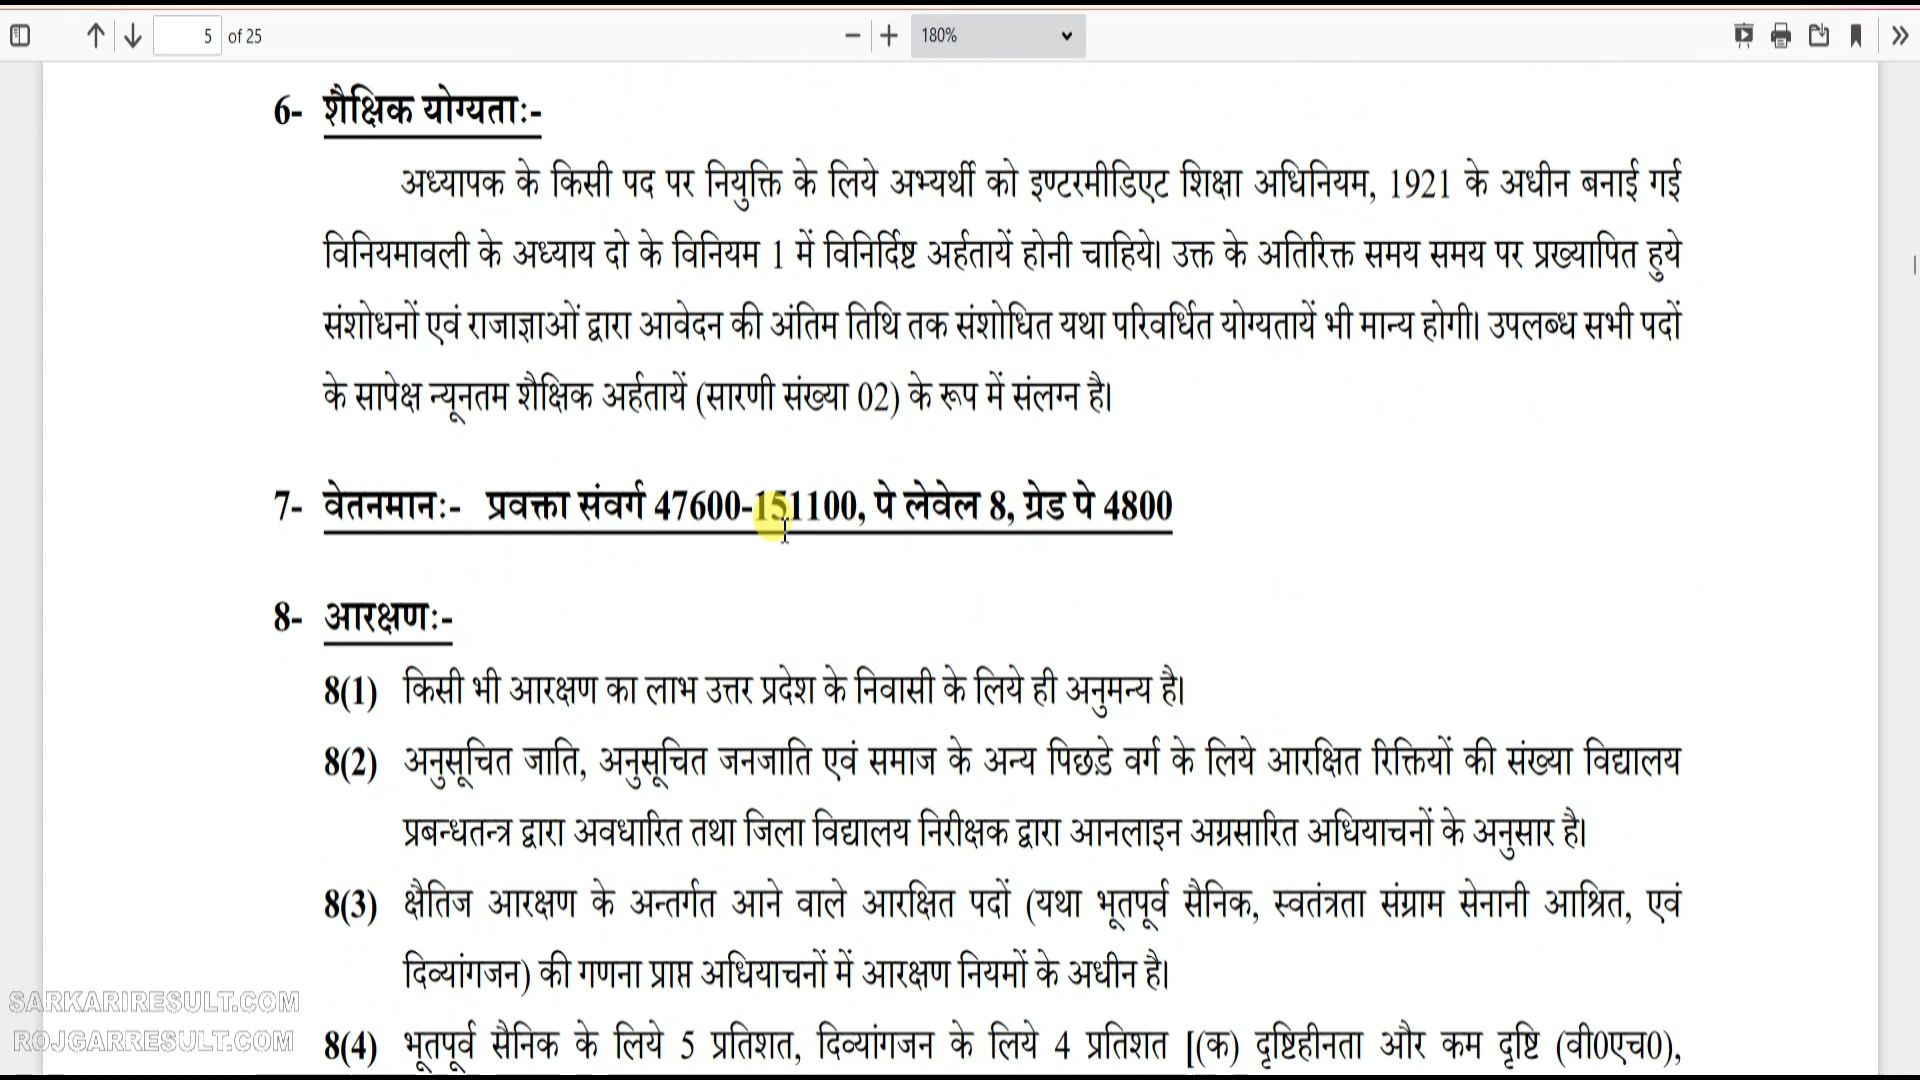 5 of 25
180%
6- शैक्षिक योग्यताः-
अध्यापक के किसी पद पर नियुक्ति के लिये अभ्यर्थी को इण्टरमीडिएट शिक्षा अधिनियम, 1921 के अधीन बनाई गई
विनियमावली के अध्याय दो के विनियम 1 में विनिर्दिष्ट अर्हतायें होनी चाहिये। उक्त के अतिरिक्त समय समय पर प्रख्यापित हुये
संशोधनों एवं राजाज्ञाओं द्वारा आवेदन की अंतिम तिथि तक संशोधित यथा परिवर्धित योग्यतायें भी मान्य होगी। उपलब्ध सभी पदों
के सापेक्ष न्यूनतम शैक्षिक अर्हतायें (सारणी संख्या 02) के रूप में संलग्न है।
7- वेतनमानः- प्रवक्ता संवर्ग 47600-151100, पे लेवेल 8, ग्रेड पे 4800
8- आरक्षणः-
8(1) किसी भी आरक्षण का लाभ उत्तर प्रदेश के निवासी के लिये ही अनुमन्य है।
8(2) अनुसूचित जाति, अनुसूचित जनजाति एवं समाज के अन्य पिछड़े वर्ग के लिये आरक्षित रिक्तियों की संख्या विद्यालय
प्रबन्धतन्त्र द्वारा अवधारित तथा जिला विद्यालय निरीक्षक द्वारा आनलाइन अग्रसारित अधियाचनों के अनुसार है।
8(3) क्षैतिज आरक्षण के अन्तर्गत आने वाले आरक्षित पदों (यथा भूतपूर्व सैनिक, स्वतंत्रता संग्राम सेनानी आश्रित, एवं
दिव्यांगजन) की गणना प्राप्त अधियाचनों में आरक्षण नियमों के अधीन है।
SARKARIRESULT.COM
ROJGARRESULT.COM
8(4) भूतपूर्व सैनिक के लिये 5 प्रतिशत, दिव्यांगजन के लिये 4 प्रतिशत [(क) दृष्टिहीनता और कम दृष्टि (वी0एच0),